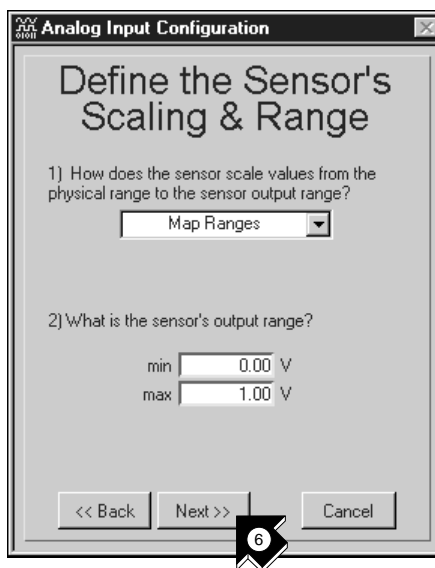 Analog Input Configuration
Define the Sensor's
Scaling & Range
1) How does the sensor scale values from the
physical range to the sensor output range?
Map Ranges
2) What is the sensor's output range?
min 0.00 V
max 1.00 V
<< Back Next >> Cancel
6